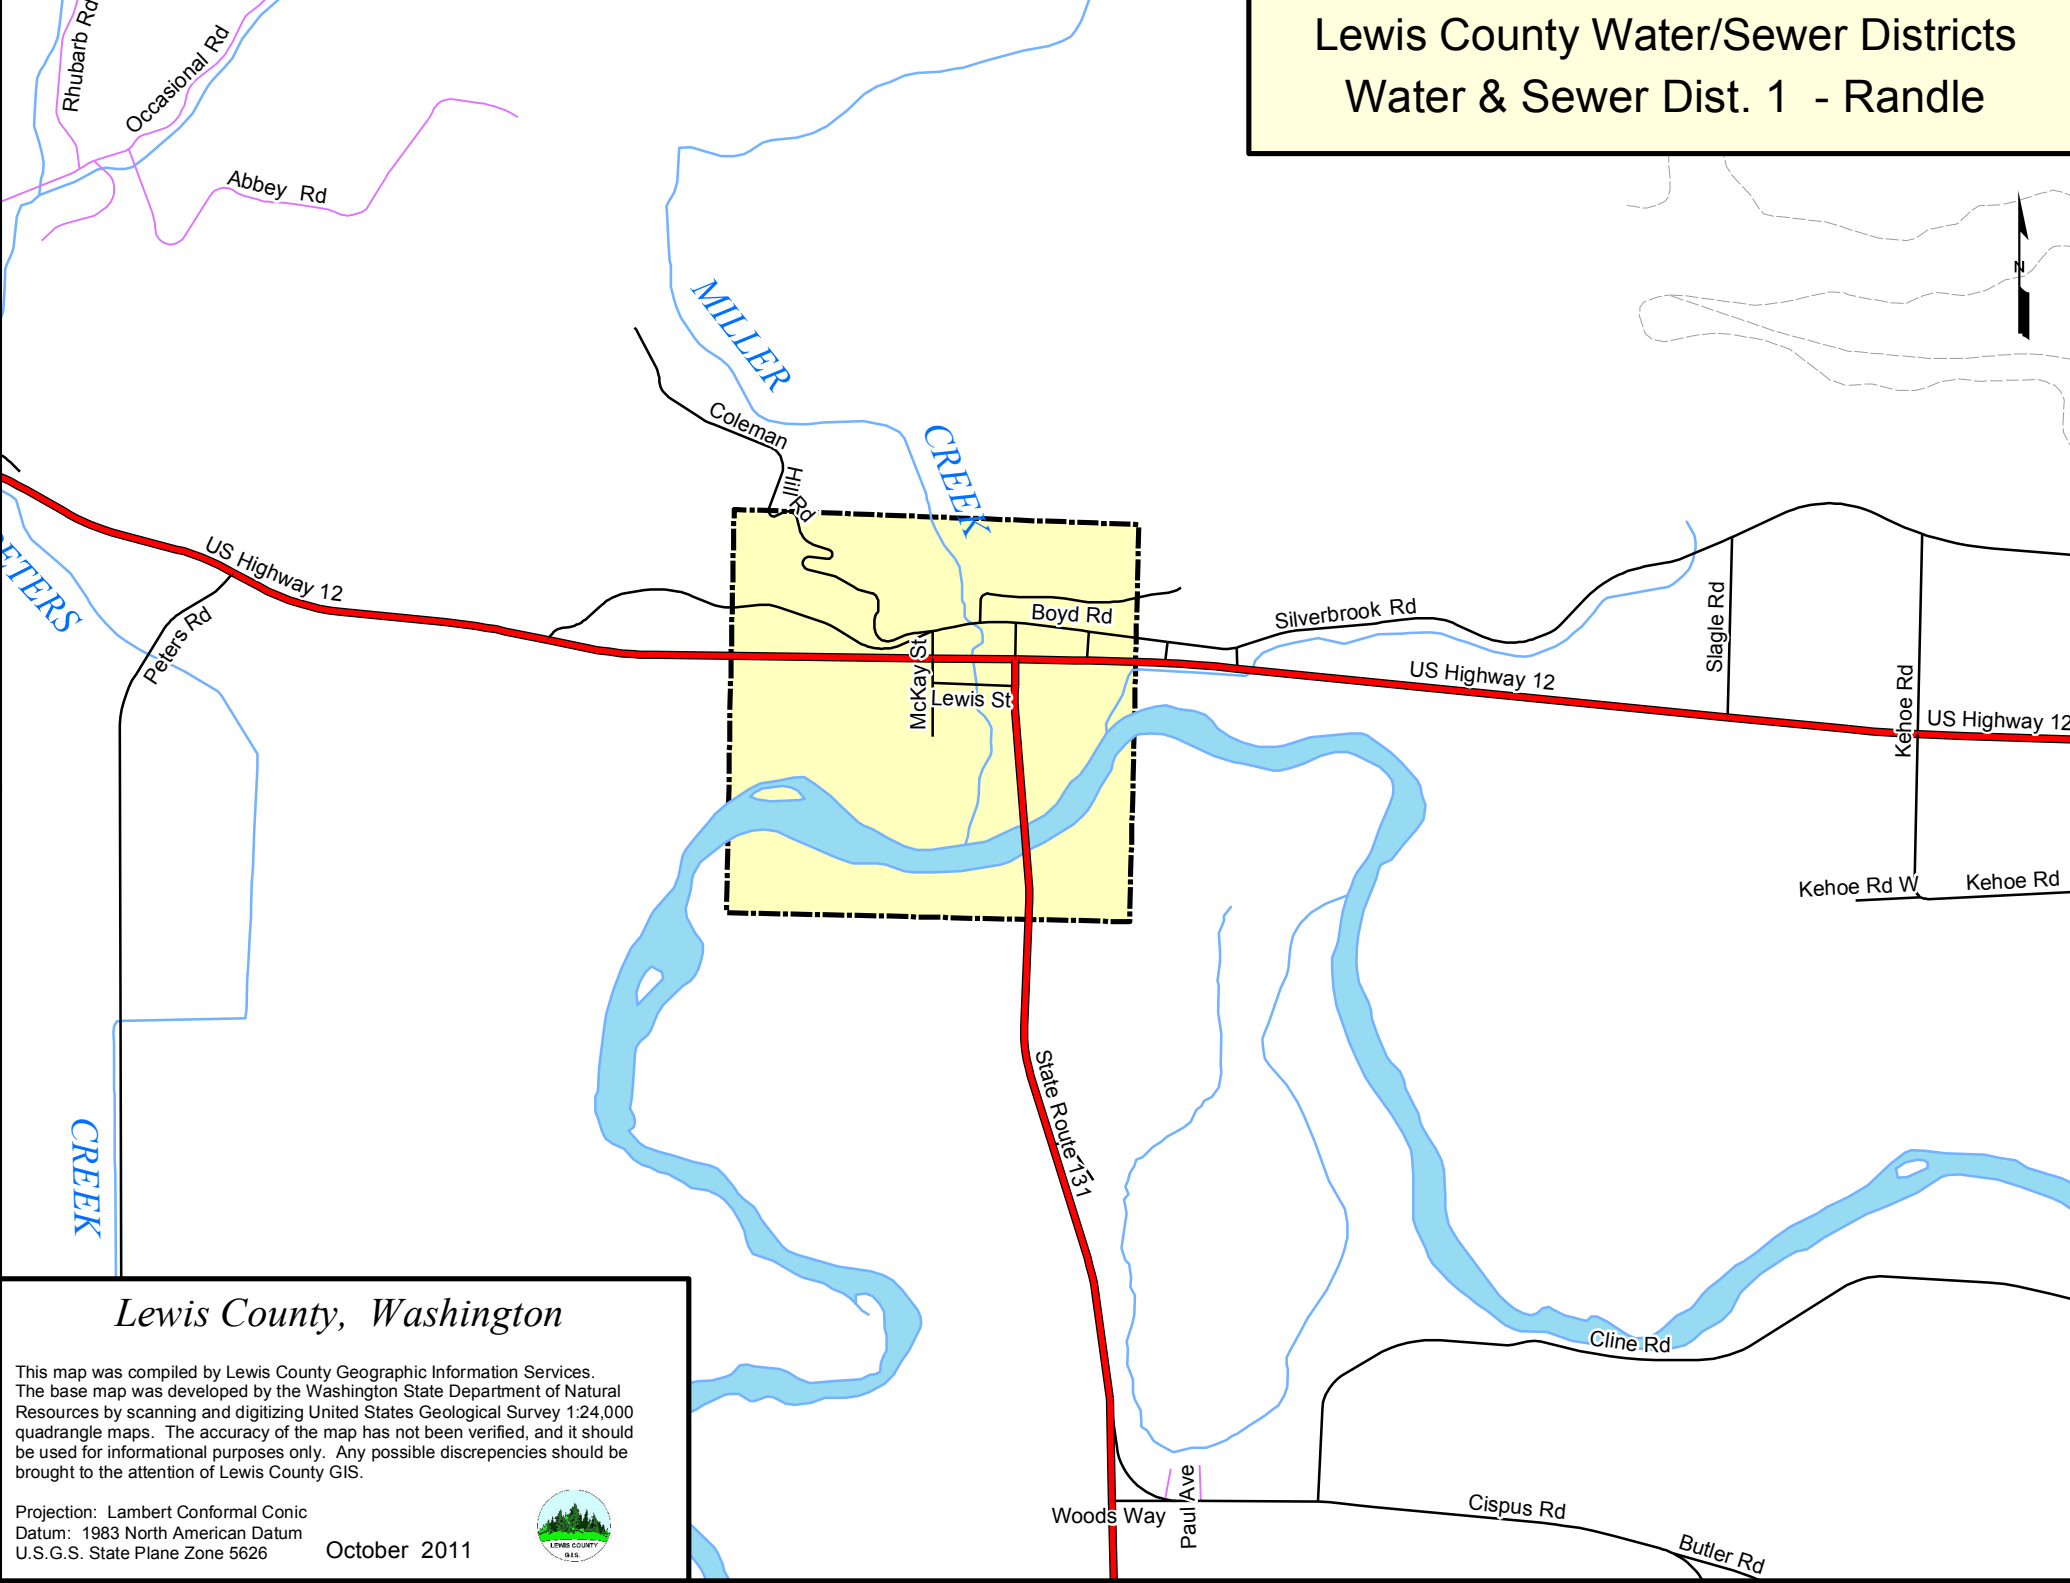 Lewis County Water/Sewer Districts
Water & Sewer Dist. 1 - Randle
Rhubarb Rd
Occasional Rd
Abbey Rd
N
MILLER
CREEK
Coleman
Hill Rd
US Highway 12
Peters Rd
ETERS
CREEK
Boyd Rd
Silverbrook Rd
McKay St
Lewis St
US Highway 12
Slagle Rd
Kehoe Rd
US Highway 12
Kehoe Rd W
Kehoe Rd
State Route 131
Cline Rd
Woods Way
Paul Ave
Cispus Rd
Butler Rd
Lewis County, Washington
This map was compiled by Lewis County Geographic Information Services.
The base map was developed by the Washington State Department of Natural
Resources by scanning and digitizing United States Geological Survey 1:24,000
quadrangle maps. The accuracy of the map has not been verified, and it should
be used for informational purposes only. Any possible discrepencies should be
brought to the attention of Lewis County GIS.
Projection: Lambert Conformal Conic
Datum: 1983 North American Datum
U.S.G.S. State Plane Zone 5626
October 2011
LEWIS COUNTY
G.I.S.